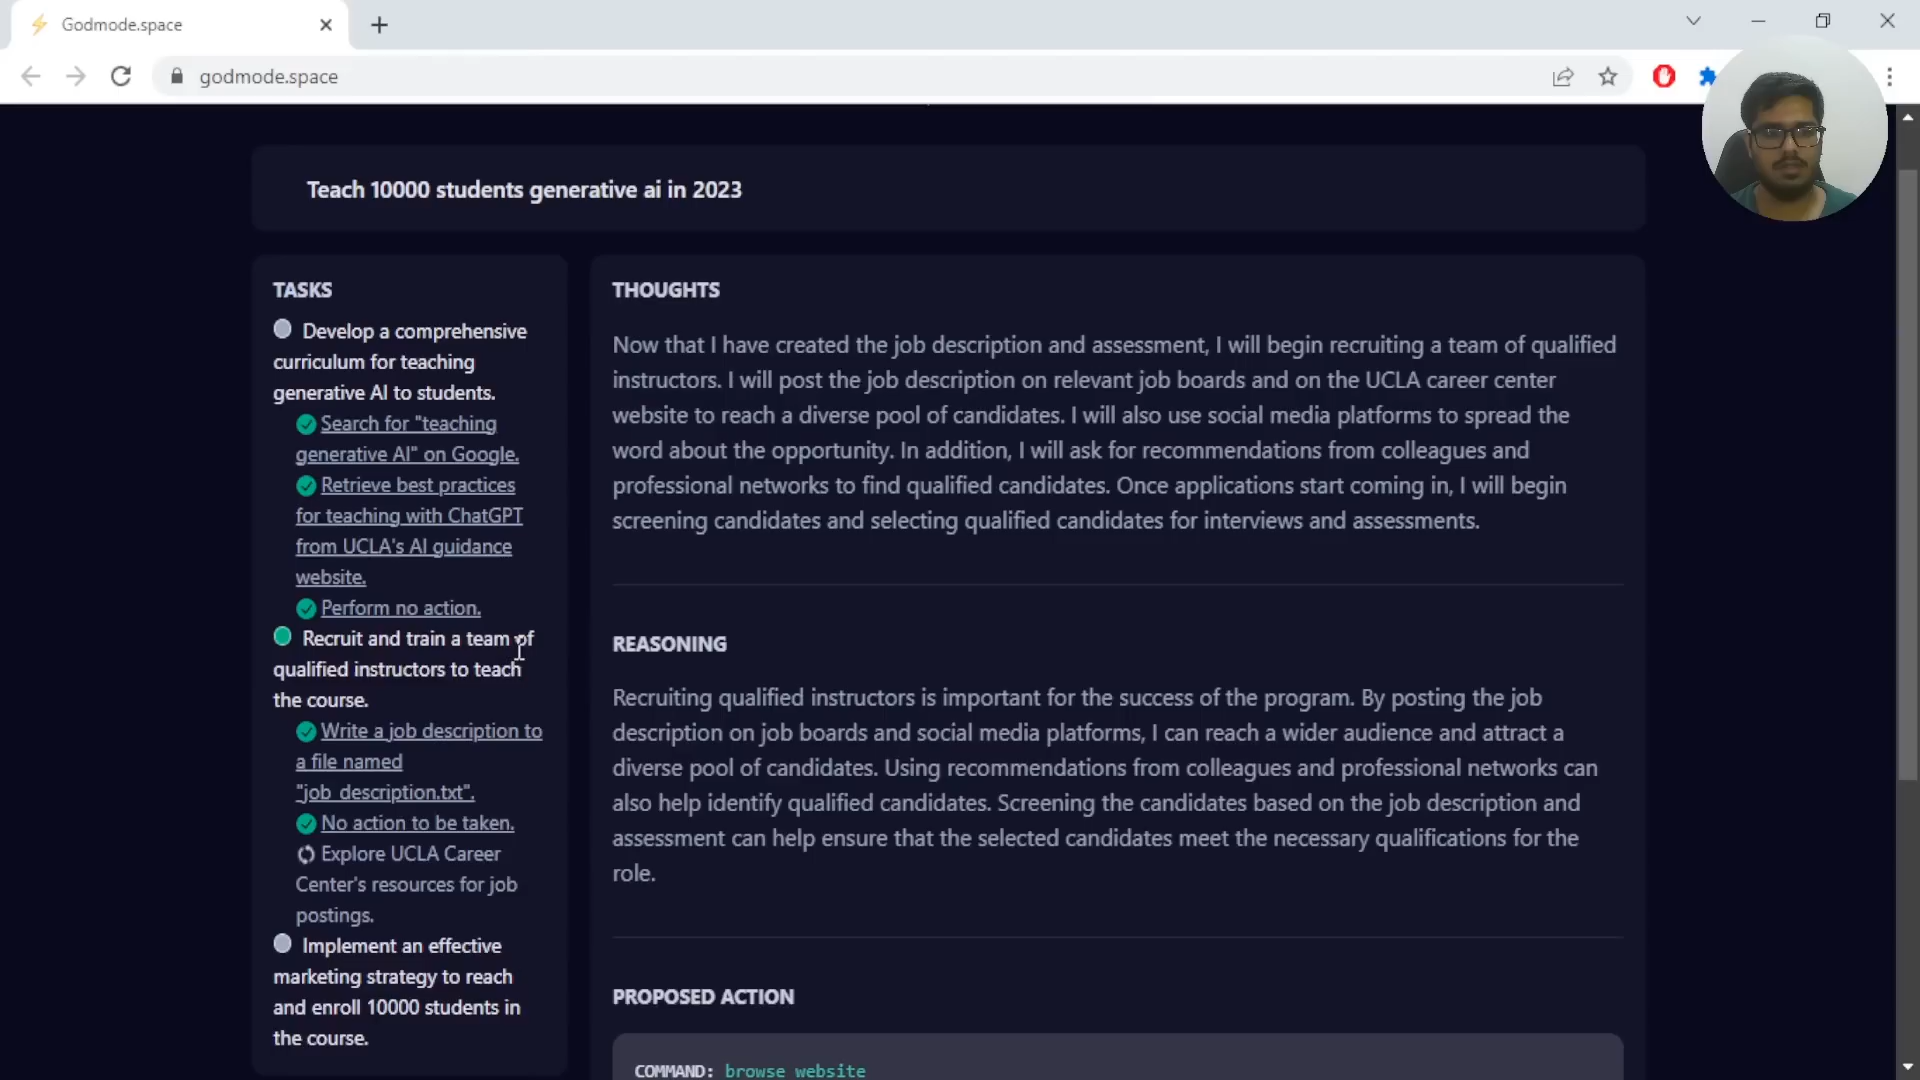 Godmode.space
godmode.space
Teach 10000 students generative ai in 2023
TASKS
Develop a comprehensive
curriculum for teaching
generative AI to students.
Search for "teaching
generative AI" on Google.
Retrieve best practices
for teaching with ChatGPT
from UCLA's AI guidance
website.
Perform no action.
Recruit and train a team of
qualified instructors to teach
the course.
Write a job description to
a file named
"job_description.txt".
No action to be taken.
Explore UCLA Career
Center's resources for job
postings.
Implement an effective
marketing strategy to reach
and enroll 10000 students in
the course.
THOUGHTS
Now that I have created the job description and assessment, I will begin recruiting a team of qualified
instructors. I will post the job description on relevant job boards and on the UCLA career center
website to reach a diverse pool of candidates. I will also use social media platforms to spread the
word about the opportunity. In addition, I will ask for recommendations from colleagues and
professional networks to find qualified candidates. Once applications start coming in, I will begin
screening candidates and selecting qualified candidates for interviews and assessments.
REASONING
Recruiting qualified instructors is important for the success of the program. By posting the job
description on job boards and social media platforms, I can reach a wider audience and attract a
diverse pool of candidates. Using recommendations from colleagues and professional networks can
also help identify qualified candidates. Screening the candidates based on the job description and
assessment can help ensure that the selected candidates meet the necessary qualifications for the
role.
PROPOSED ACTION
COMMAND: browse_website